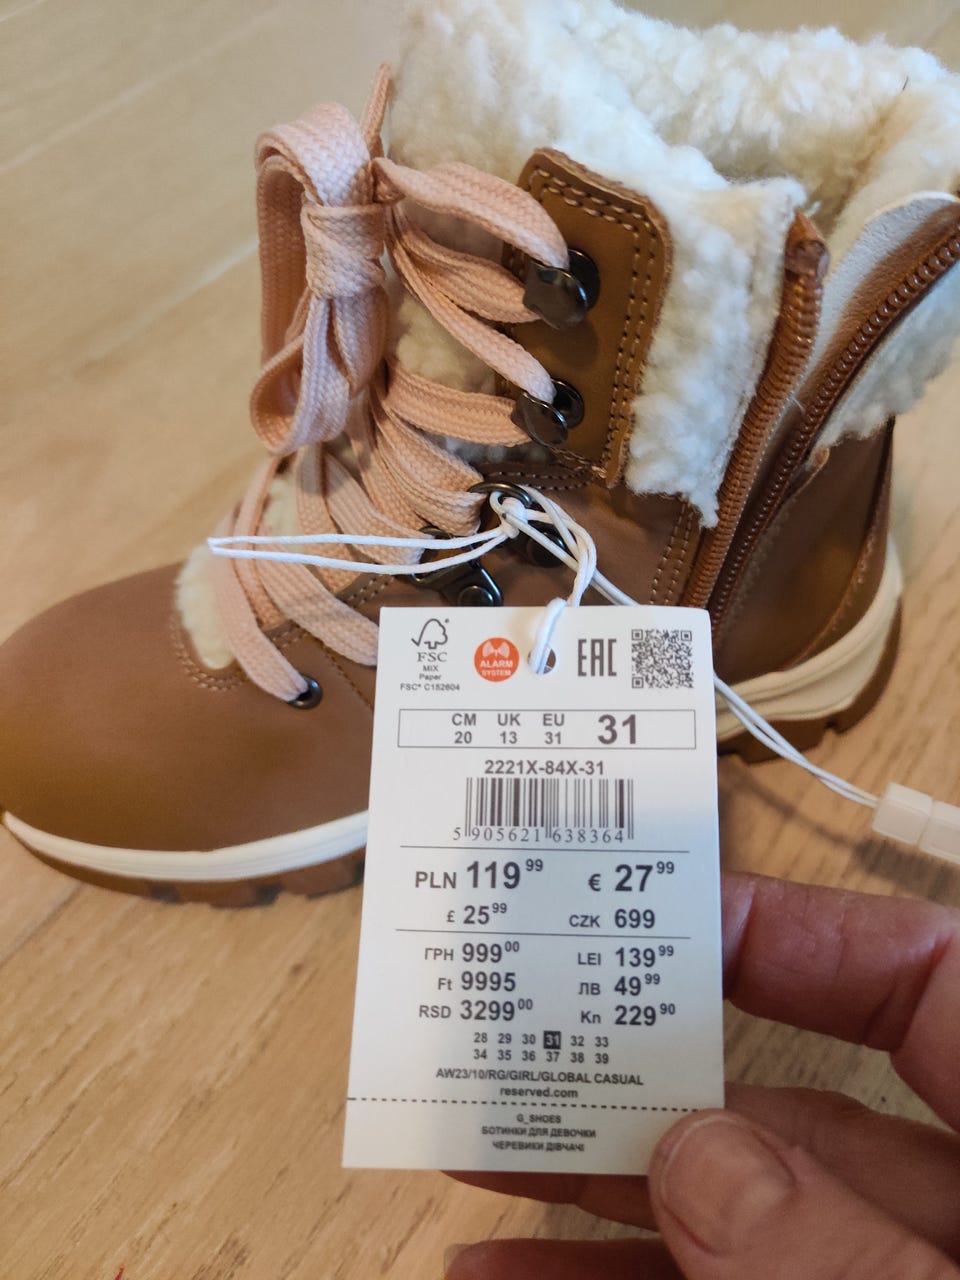 FSC
MIX
Paper
FSC® C152604
ALARM
SYSTEM
EAC
CM UK EU 31
20 13 31
2221X-84X-31
5 905621 638364
PLN 119 99 € 27 99
£ 25 99 CZK 699
ГРН 999 00 LEI 139 99
Ft 9995 ЛВ 49 99
RSD 3299 00 Kn 229 90
28 29 30 31 32 33
34 35 36 37 38 39
AW23/10/RG/GIRL/GLOBAL CASUAL
reserved.com
G_SHOES
БОТИНКИ ДЛЯ ДЕВОЧКИ
ЧЕРЕВИКИ ДІВЧАЧІ